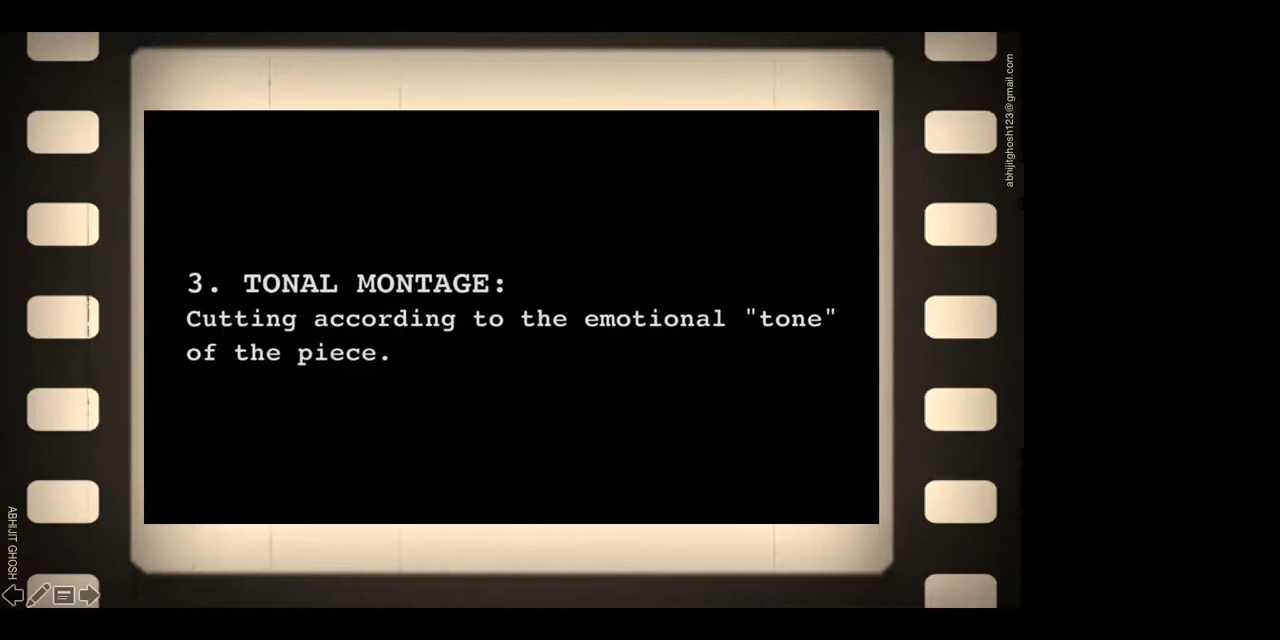 abhijitghosh123@gmail.com
3. TONAL MONTAGE:
Cutting according to the emotional "tone"
of the piece.
ABHIJIT GHOSH